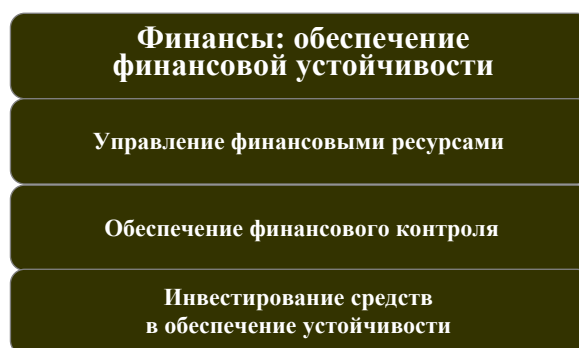 Финансы: обеспечение
финансовой устойчивости
Управление финансовыми ресурсами
Обеспечение финансового контроля
Инвестирование средств
в обеспечение устойчивости